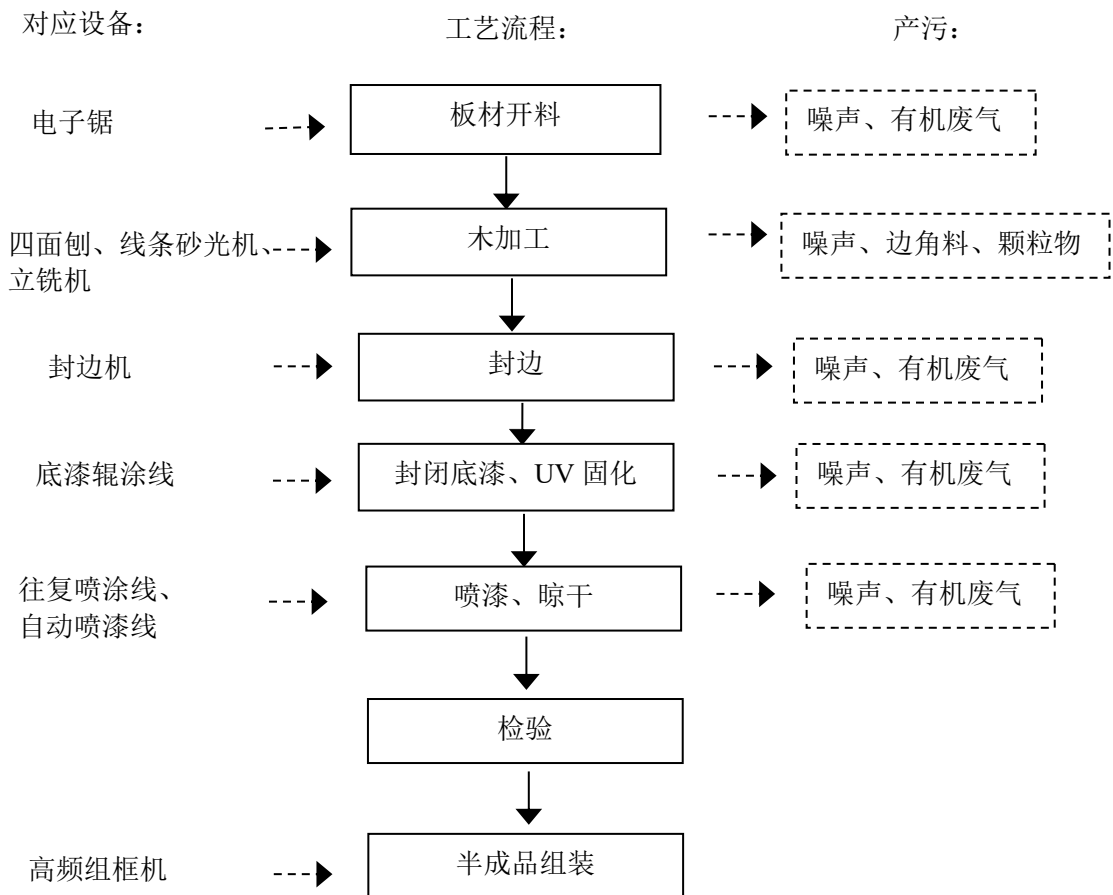 对应设备：
工艺流程：
产污：
电子锯
板材开料
噪声、有机废气
四面刨、线条砂光机、
立铣机
木加工
噪声、边角料、颗粒物
封边机
封边
噪声、有机废气
底漆辊涂线
封闭底漆、UV 固化
噪声、有机废气
往复喷涂线、
自动喷漆线
喷漆、晾干
噪声、有机废气
检验
高频组框机
半成品组装